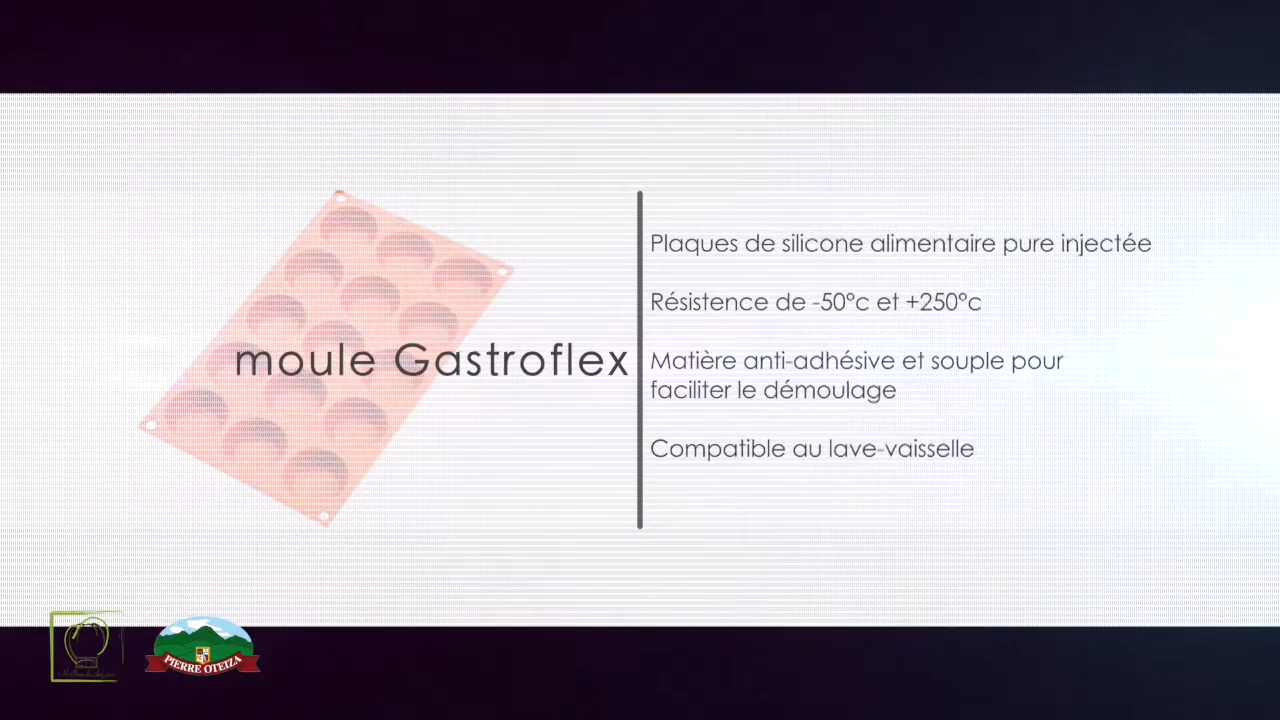 moule Gastroflex
Plaques de silicone alimentaire pure injectée
Résistence de -50°c et +250°c
Matière anti-adhésive et souple pour
faciliter le démoulage
Compatible au lave-vaisselle
PIERRE OTEIZA